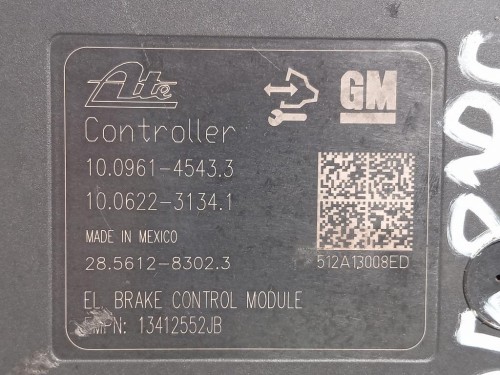 Ate
GM
Controller
10.0961-4543.3
10.0622-3134.1
MADE IN MEXICO
28.5612-8302.3
512A13008ED
EL. BRAKE CONTROL MODULE
EMPN: 13412552JB